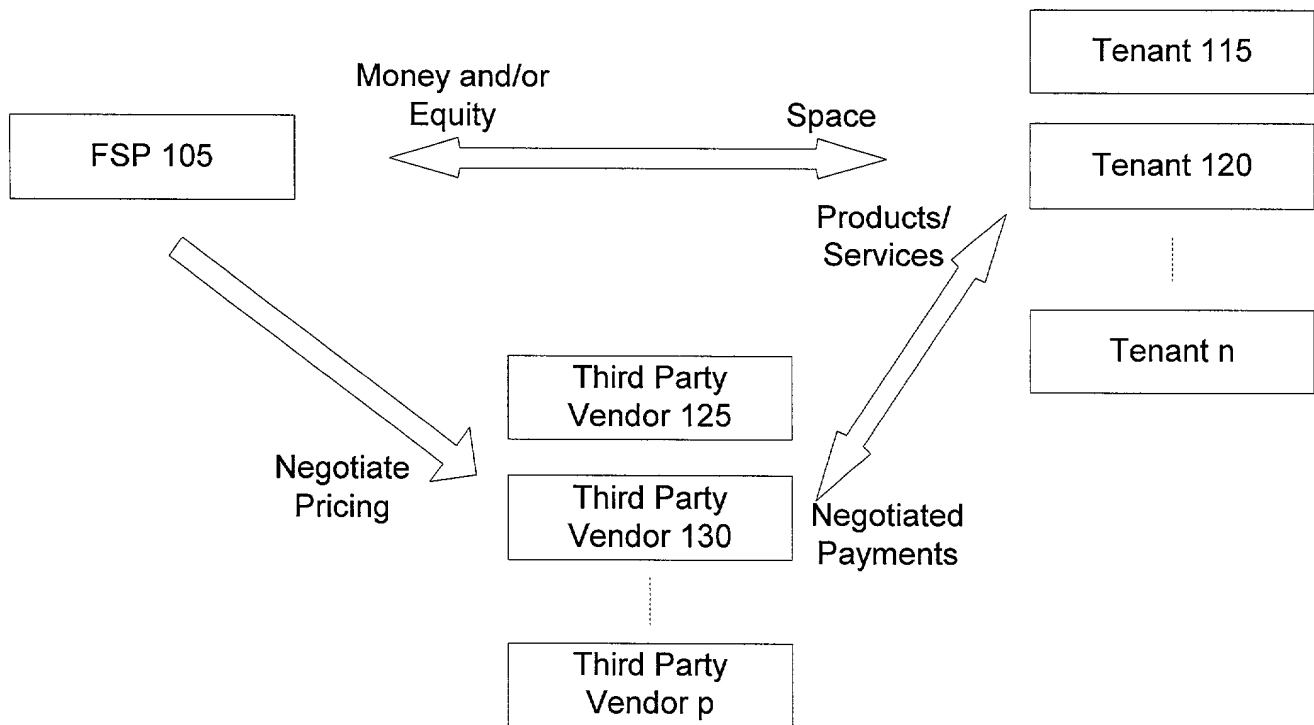 Tenant 115
Money and/or
Equity
Space
FSP 105
Tenant 120
Products/
Services
Tenant n
Third Party
Vendor 125
Negotiate
Pricing
Third Party
Vendor 130
Negotiated
Payments
Third Party
Vendor p